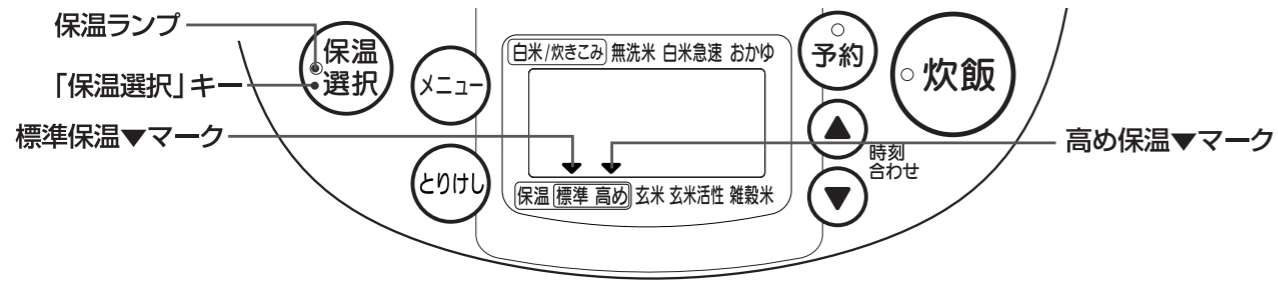 保温ランプ
「保温選択」キー
標準保温▼マーク
保温
選択
メニュー
とりけし
白米/炊きこみ 無洗米 白米急速 おかゆ
保温 標準 高め 玄米 玄米活性 雑穀米
予約
炊飯
▲
時刻
合わせ
▼
高め保温▼マーク